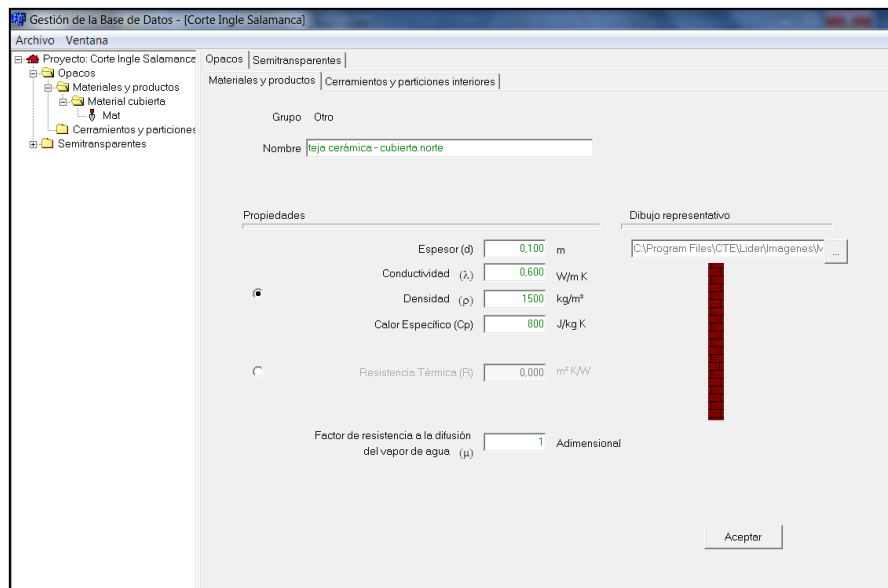 Gestión de la Base de Datos - [Corte Ingle Salamanca]
Archivo Ventana
Proyecto: Corte Ingle Salamanca
Opacos
Materiales y productos
Material cubierta
Mat
Cerramientos y particiones
Semitransparentes
Opacos Semitransparentes
Materiales y productos Cerramientos y particiones interiores
Grupo Otro
Nombre teja cerámica - cubierta norte
Propiedades
Dibujo representativo
C:\Program Files\CTE\Lider\Imagenes\M ...
Espesor (d) 0,100 m
Conductividad (λ) 0,600 W/m K
Densidad (ρ) 1500 kg/m³
Calor Específico (Cp) 800 J/kg K
Resistencia Térmica (R) 0,000 m² K/W
Factor de resistencia a la difusión
del vapor de agua (μ) 1 Adimensional
Aceptar